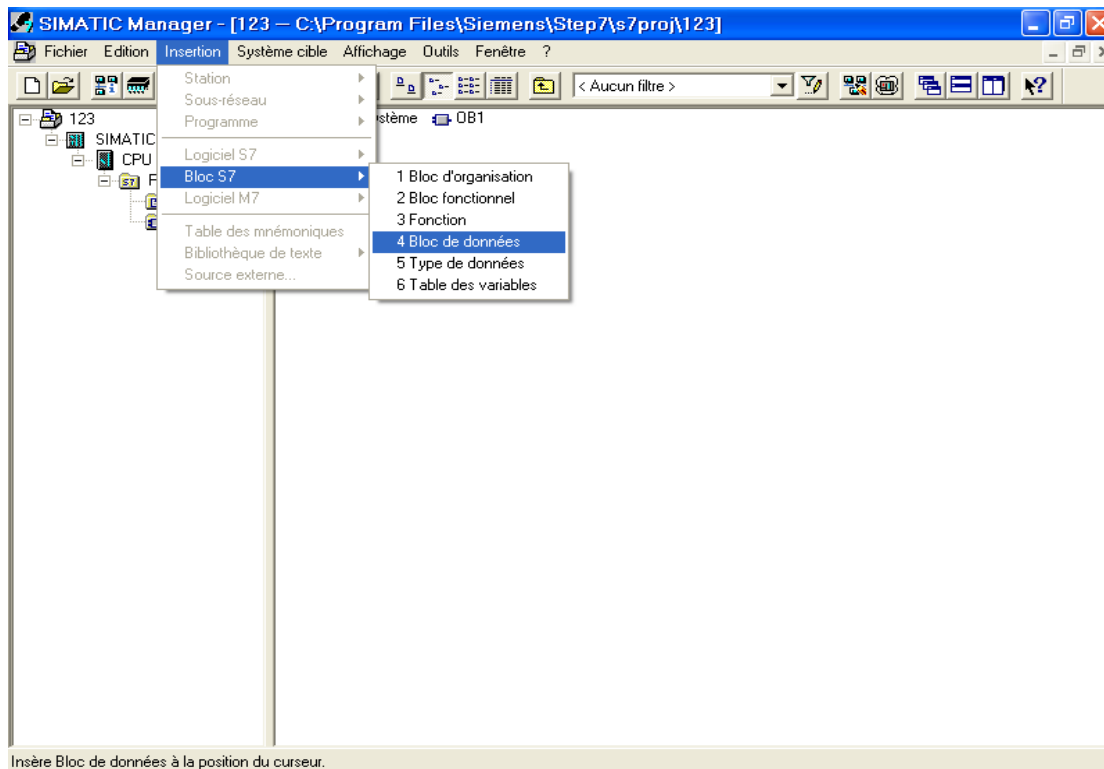 SIMATIC Manager - [123 -- C:\Program Files\Siemens\Step7\s7proj\123]
Fichier Edition Insertion Système cible Affichage Outils Fenêtre ?
< Aucun filtre >
123
SIMATIC
CPU
S7
OB1
Station
Sous-réseau
Programme
Logiciel S7
Bloc S7
Logiciel M7
Table des mnémoniques
Bibliothèque de texte
Source externe...
1 Bloc d'organisation
2 Bloc fonctionnel
3 Fonction
4 Bloc de données
5 Type de données
6 Table des variables
Insère Bloc de données à la position du curseur.